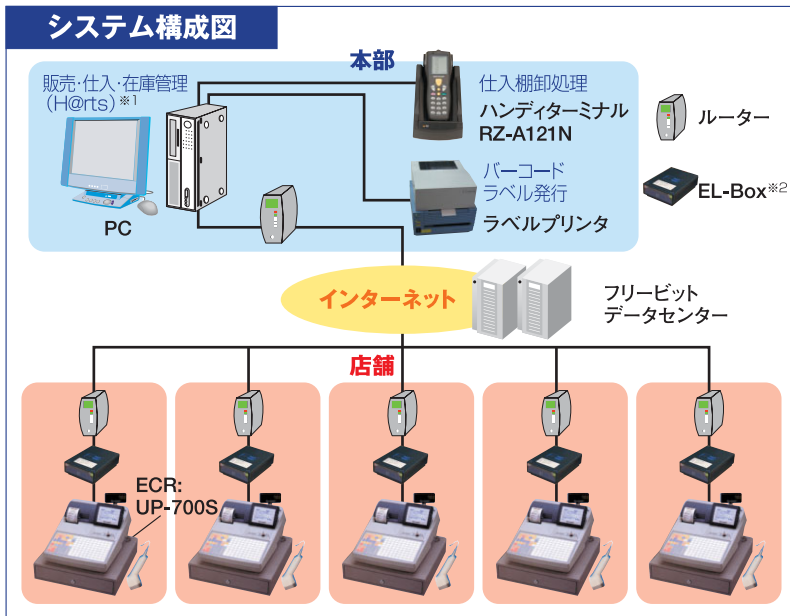 システム構成図
本部
販売・仕入・在庫管理
(H@rts)※1
PC
仕入棚卸処理
ハンディターミナル
RZ-A121N
バーコード
ラベル発行
ラベルプリンタ
ルーター
EL-Box※2
インターネット
フリービット
データセンター
店舗
ECR:
UP-700S